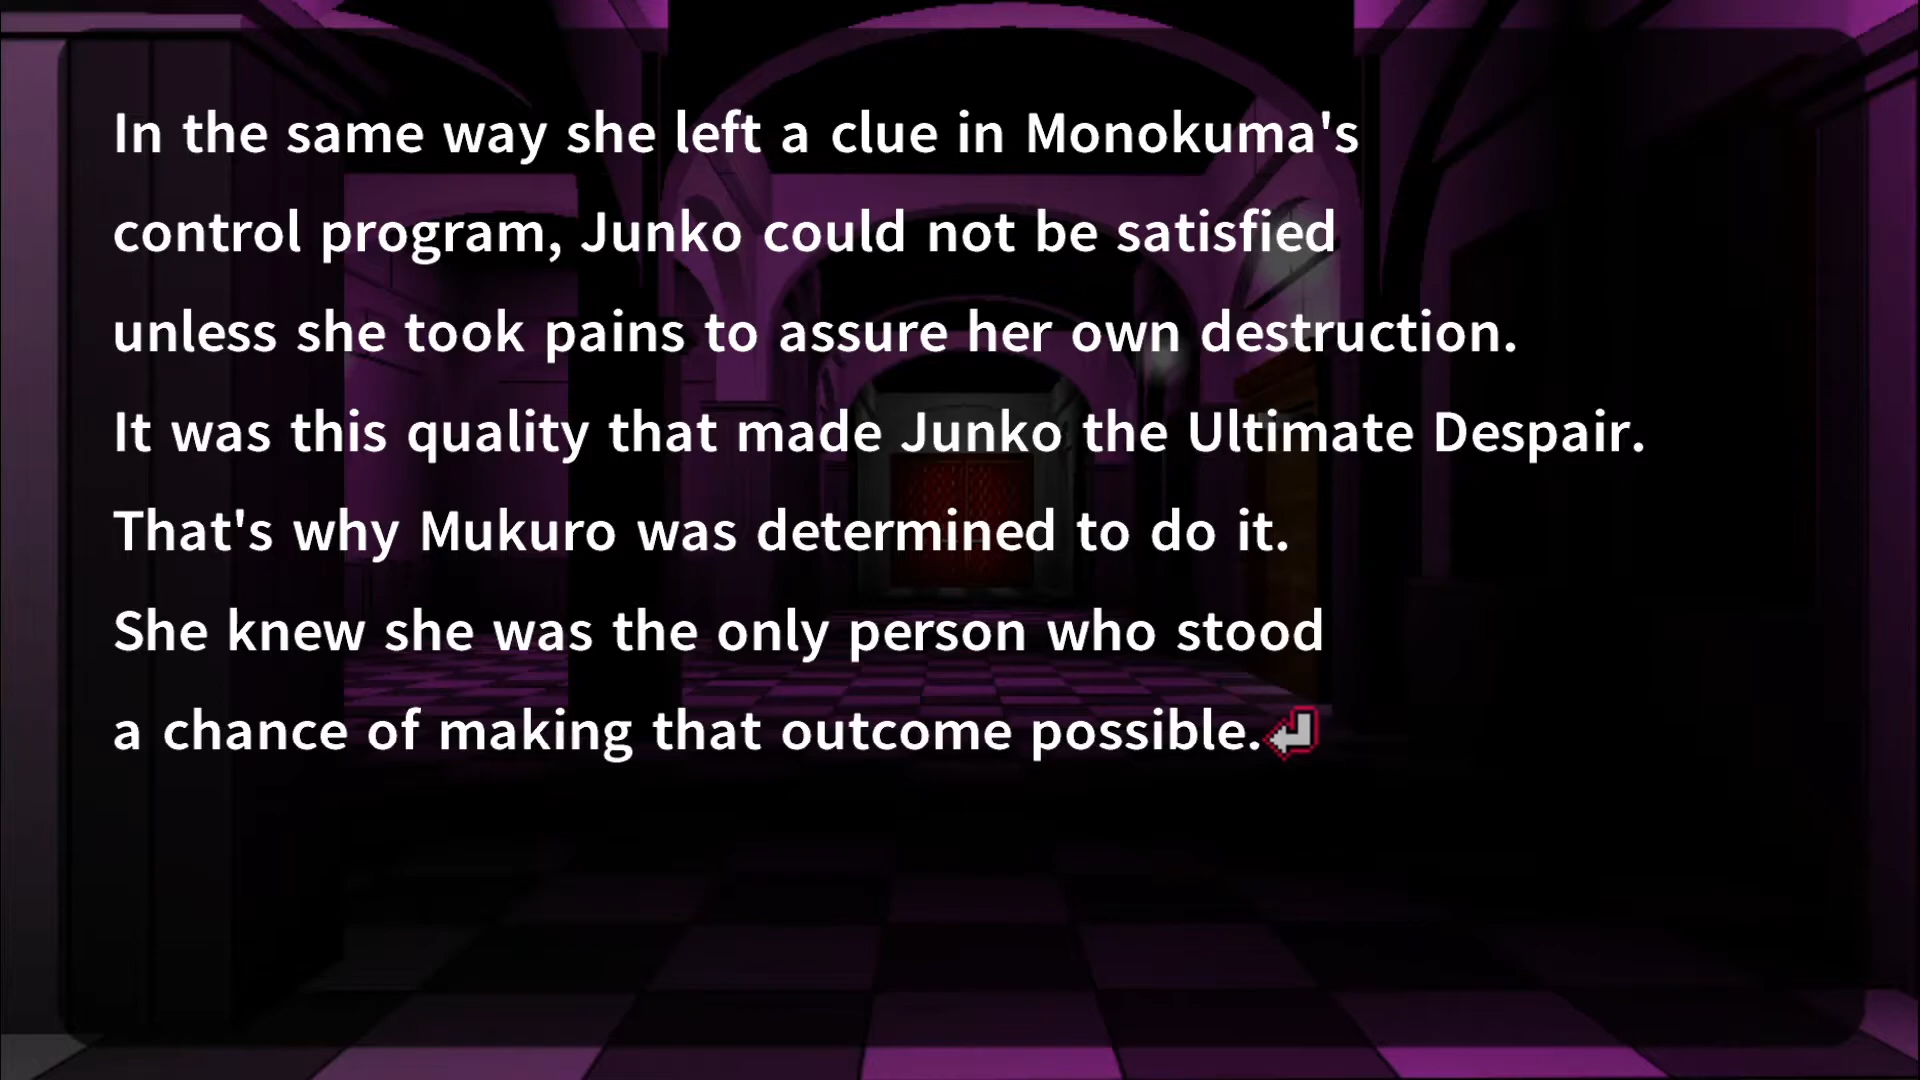 In the same way she left a clue in Monokuma's
control program, Junko could not be satisfied
unless she took pains to assure her own destruction.
It was this quality that made Junko the Ultimate Despair.
That's why Mukuro was determined to do it.
She knew she was the only person who stood
a chance of making that outcome possible.